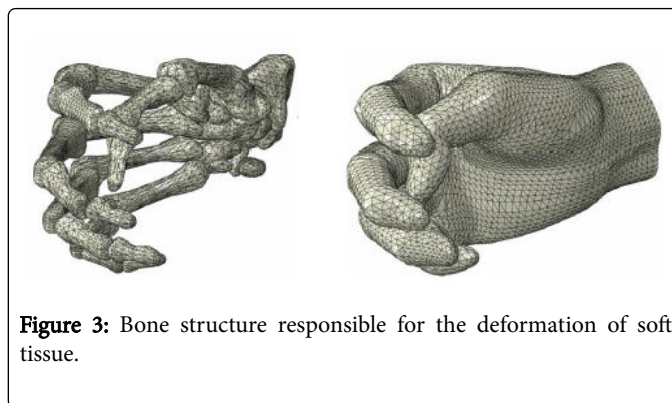 Figure 3: Bone structure responsible for the deformation of soft
tissue.